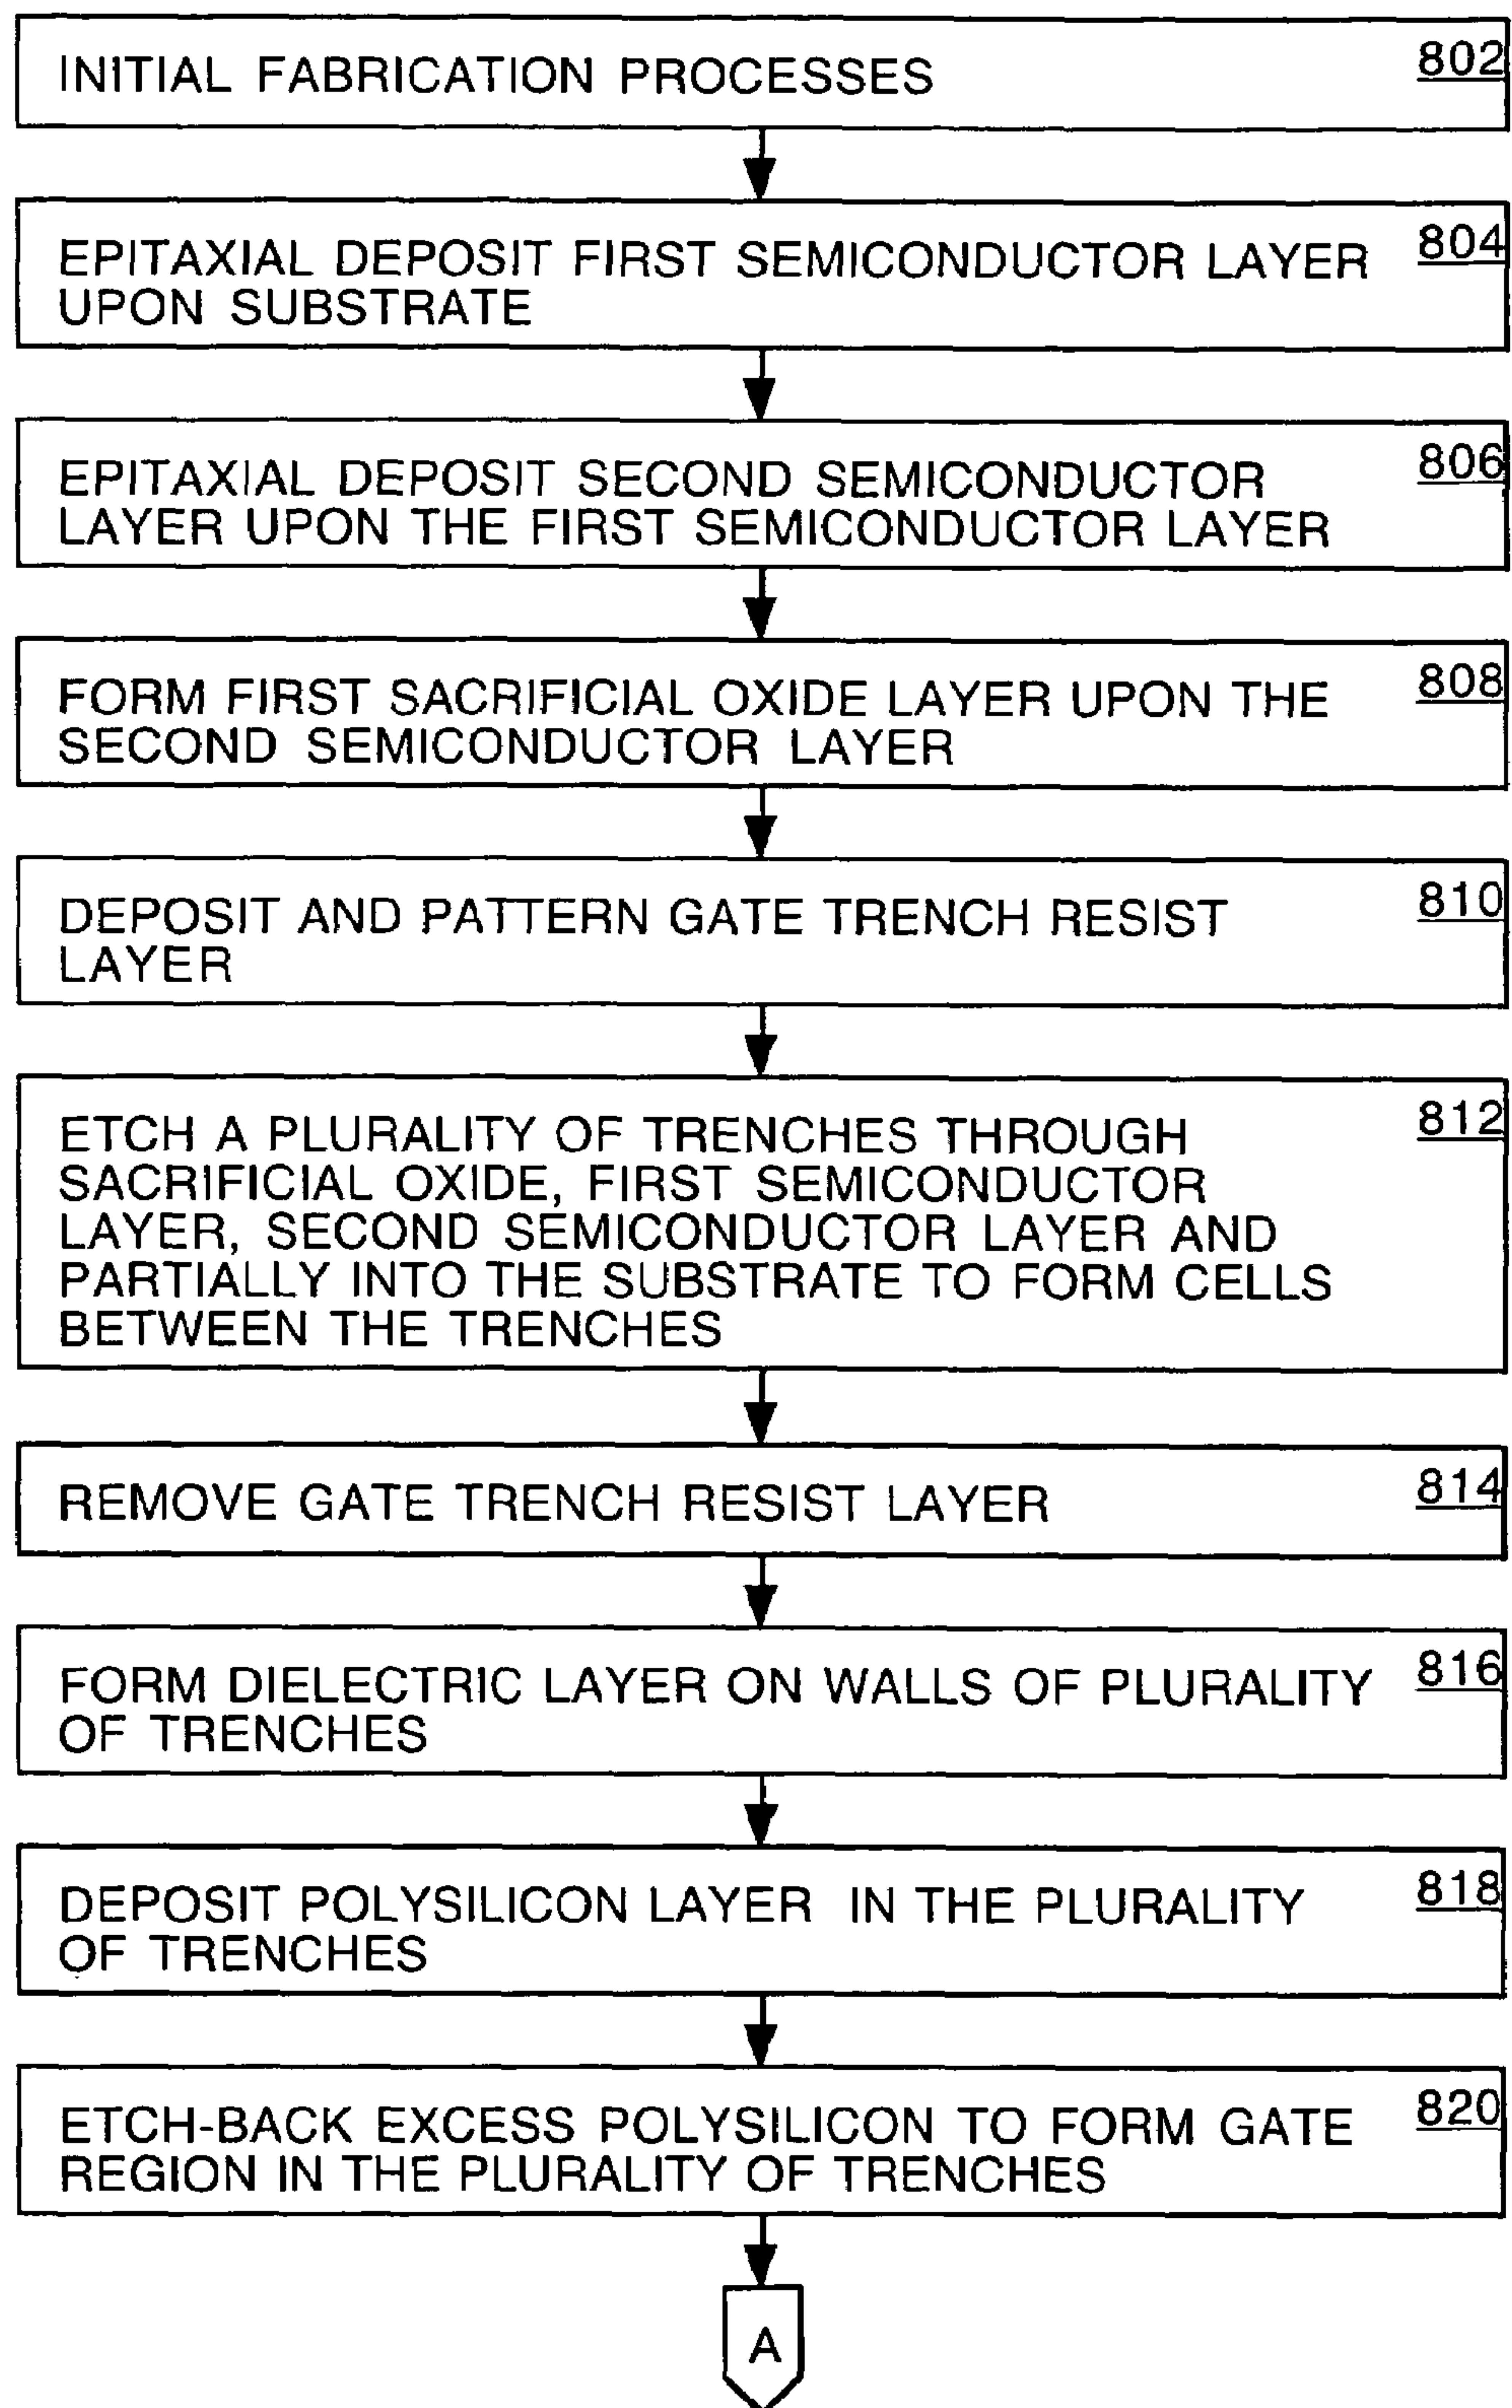 INITIAL FABRICATION PROCESSES 802
EPITAXIAL DEPOSIT FIRST SEMICONDUCTOR LAYER 804
UPON SUBSTRATE
EPITAXIAL DEPOSIT SECOND SEMICONDUCTOR 806
LAYER UPON THE FIRST SEMICONDUCTOR LAYER
FORM FIRST SACRIFICIAL OXIDE LAYER UPON THE 808
SECOND SEMICONDUCTOR LAYER
DEPOSIT AND PATTERN GATE TRENCH RESIST 810
LAYER
ETCH A PLURALITY OF TRENCHES THROUGH 812
SACRIFICIAL OXIDE, FIRST SEMICONDUCTOR
LAYER, SECOND SEMICONDUCTOR LAYER AND
PARTIALLY INTO THE SUBSTRATE TO FORM CELLS
BETWEEN THE TRENCHES
REMOVE GATE TRENCH RESIST LAYER 814
FORM DIELECTRIC LAYER ON WALLS OF PLURALITY 816
OF TRENCHES
DEPOSIT POLYSILICON LAYER IN THE PLURALITY 818
OF TRENCHES
ETCH-BACK EXCESS POLYSILICON TO FORM GATE 820
REGION IN THE PLURALITY OF TRENCHES
A